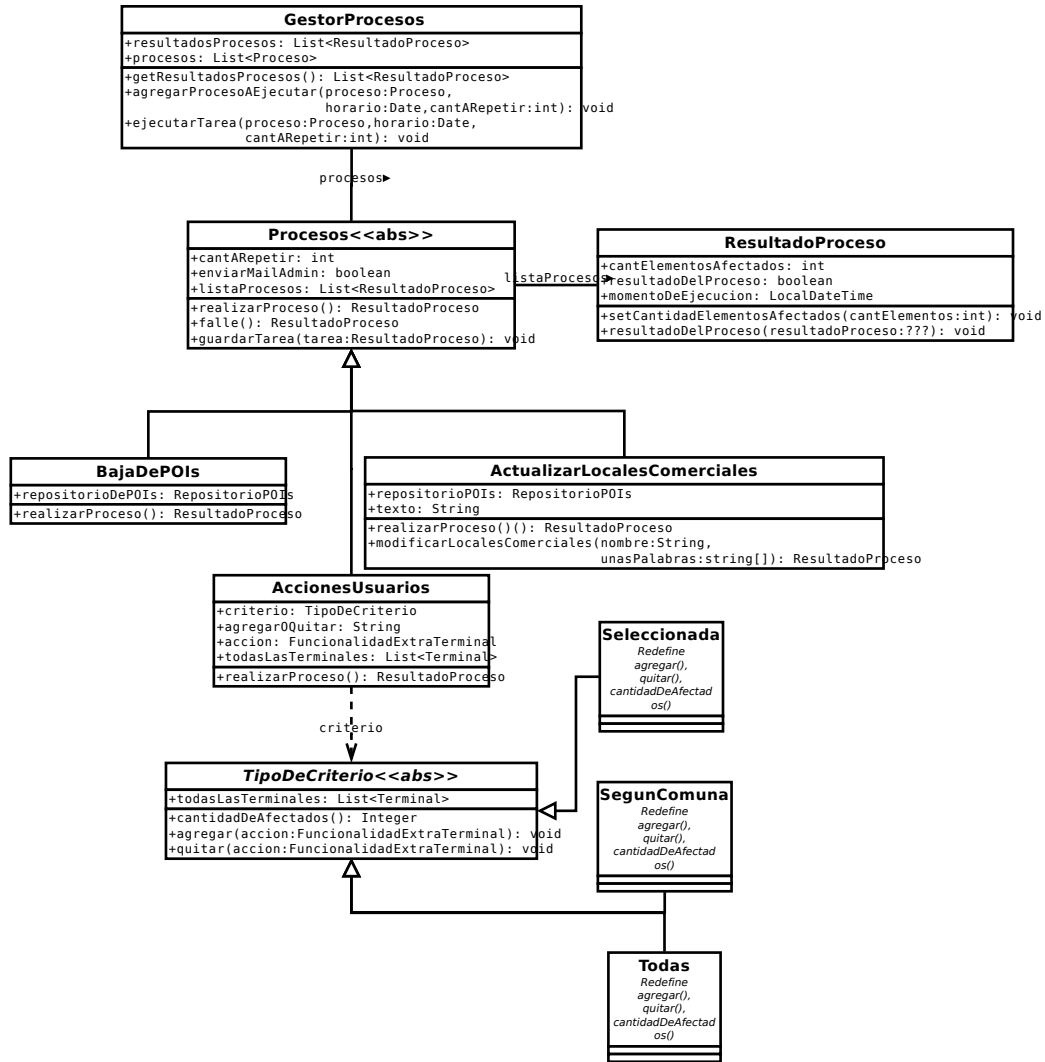 GestorProcesos
+resultadosProcesos: List<ResultadoProceso>
+procesos: List<Proceso>
+getResultadosProcesos(): List<ResultadoProceso>
+agregarProcesoAEjecutar(proceso:Proceso,
horario:Date,cantARepetir:int): void
+ejecutarTarea(proceso:Proceso,horario:Date,
cantARepetir:int): void
procesos▶
Procesos<<abs>>
+cantARepetir: int
+enviarMailAdmin: boolean
+listaProcesos: List<ResultadoProceso>
+realizarProceso(): ResultadoProceso
+falle(): ResultadoProceso
+guardarTarea(tarea:ResultadoProceso): void
listaProcesos▶
ResultadoProceso
+cantElementosAfectados: int
+resultadoDelProceso: boolean
+momentoDeEjecucion: LocalDateTime
+setCantidadElementosAfectados(cantElementos:int): void
+resultadoDelProceso(resultadoProceso:???): void
BajaDePOIs
+repositorioDePOIs: RepositorioPOIs
+realizarProceso(): ResultadoProceso
ActualizarLocalesComerciales
+repositorioPOIs: RepositorioPOIs
+texto: String
+realizarProceso()(): ResultadoProceso
+modificarLocalesComerciales(nombre:String,
unasPalabras:string[]): ResultadoProceso
AccionesUsuarios
+criterio: TipoDeCriterio
+agregarOQuitar: String
+accion: FuncionalidadExtraTerminal
+todasLasTerminales: List<Terminal>
+realizarProceso(): ResultadoProceso
criterio
Seleccionada
Redefine
agregar(),
quitar(),
cantidadDeAfectad
os()
TipoDeCriterio<<abs>>
+todasLasTerminales: List<Terminal>
+cantidadDeAfectados(): Integer
+agregar(accion:FuncionalidadExtraTerminal): void
+quitar(accion:FuncionalidadExtraTerminal): void
SegunComuna
Redefine
agregar(),
quitar(),
cantidadDeAfectad
os()
Todas
Redefine
agregar(),
quitar(),
cantidadDeAfectad
os()